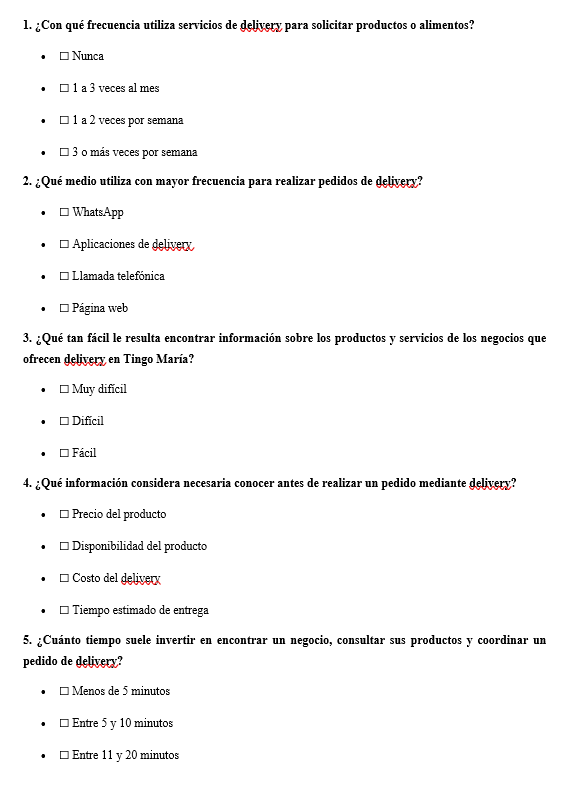 1. ¿Con qué frecuencia utiliza servicios de delivery para solicitar productos o alimentos?
• ☐ Nunca
• ☐ 1 a 3 veces al mes
• ☐ 1 a 2 veces por semana
• ☐ 3 o más veces por semana
2. ¿Qué medio utiliza con mayor frecuencia para realizar pedidos de delivery?
• ☐ WhatsApp
• ☐ Aplicaciones de delivery
• ☐ Llamada telefónica
• ☐ Página web
3. ¿Qué tan fácil le resulta encontrar información sobre los productos y servicios de los negocios que
ofrecen delivery en Tingo María?
• ☐ Muy difícil
• ☐ Difícil
• ☐ Fácil
4. ¿Qué información considera necesaria conocer antes de realizar un pedido mediante delivery?
• ☐ Precio del producto
• ☐ Disponibilidad del producto
• ☐ Costo del delivery
• ☐ Tiempo estimado de entrega
5. ¿Cuánto tiempo suele invertir en encontrar un negocio, consultar sus productos y coordinar un
pedido de delivery?
• ☐ Menos de 5 minutos
• ☐ Entre 5 y 10 minutos
• ☐ Entre 11 y 20 minutos